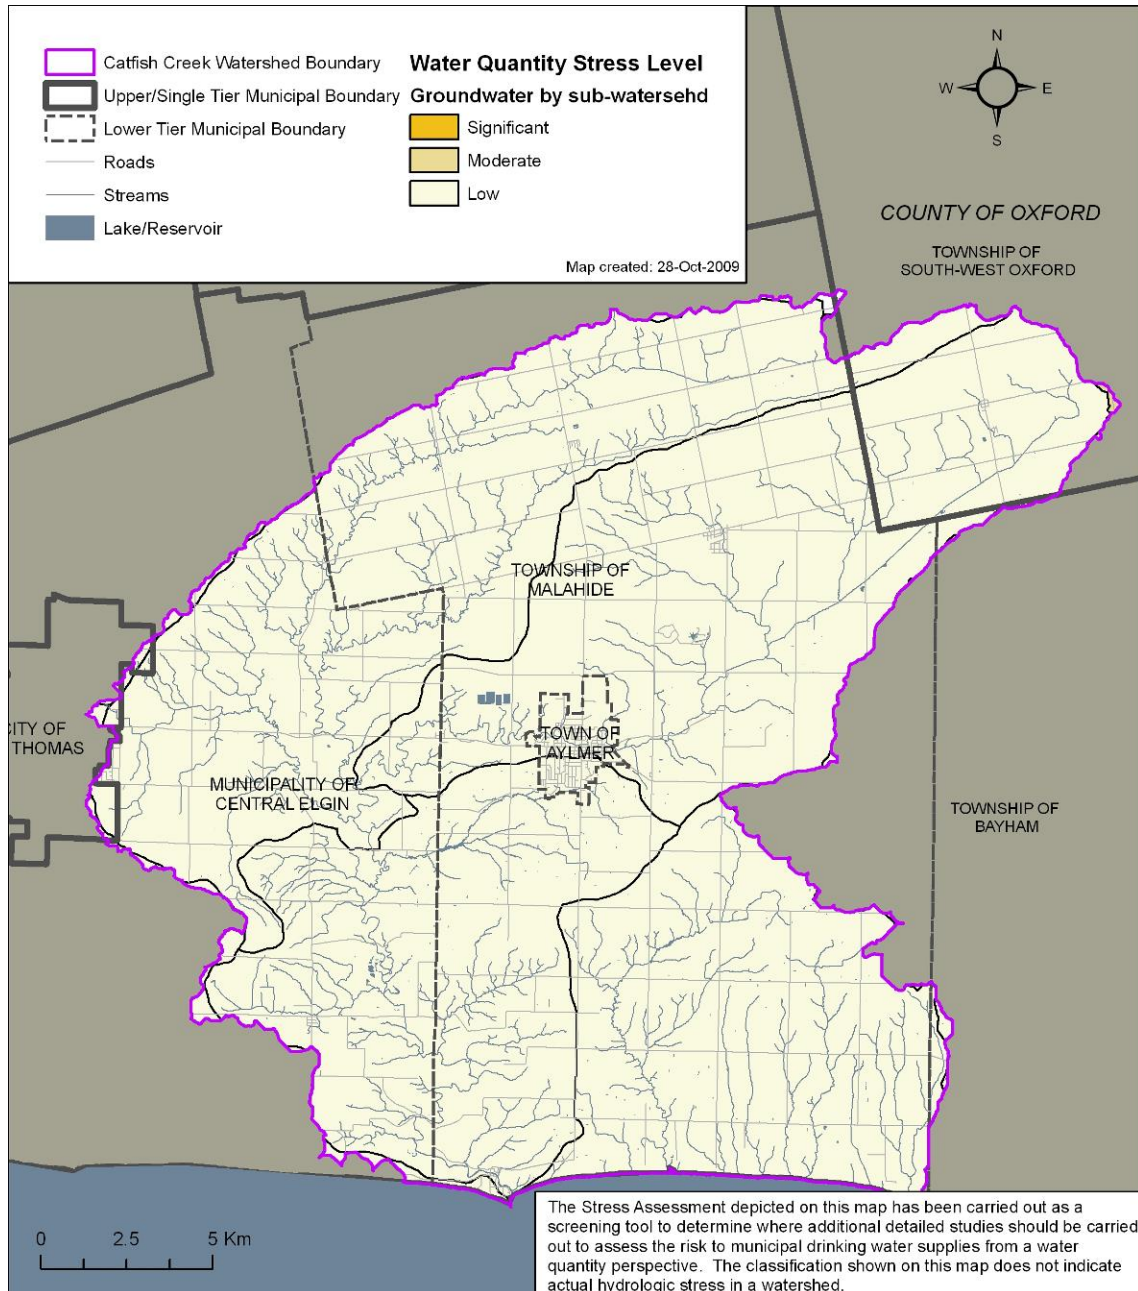 Catfish Creek Watershed Boundary
Upper/Single Tier Municipal Boundary
Lower Tier Municipal Boundary
Roads
Streams
Lake/Reservoir
Water Quantity Stress Level
Groundwater by sub-watersehd
Significant
Moderate
Low
Map created: 28-Oct-2009
N
W
E
S
COUNTY OF OXFORD
TOWNSHIP OF
SOUTH-WEST OXFORD
TOWNSHIP OF
MALAHIDE
CITY OF
THOMAS
TOWN OF
AYLMER
MUNICIPALITY OF
CENTRAL ELGIN
TOWNSHIP OF
BAYHAM
0 2.5 5 Km
The Stress Assessment depicted on this map has been carried out as a
screening tool to determine where additional detailed studies should be carried
out to assess the risk to municipal drinking water supplies from a water
quantity perspective. The classification shown on this map does not indicate
actual hydrologic stress in a watershed.